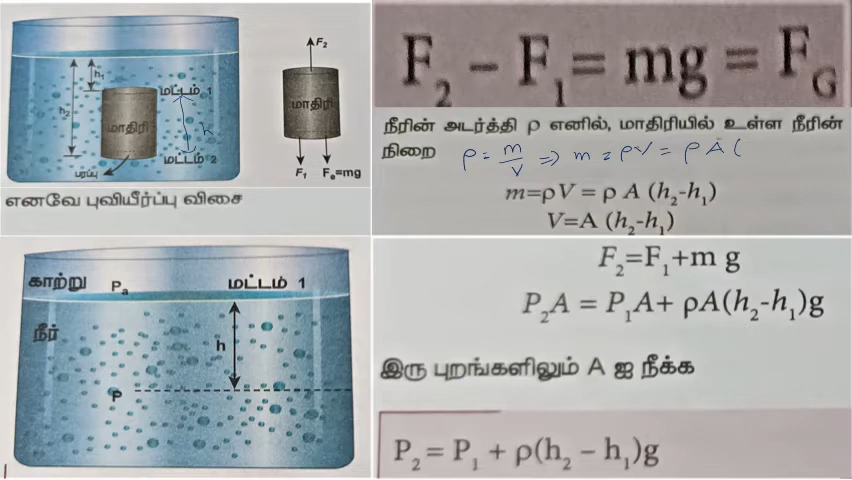 h₁
மட்டம் 1
h₂
மாதிரி
h
மட்டம் 2
பரப்பு
F₂
மாதிரி
F₁ Fₑ=mg
எனவே புவியீர்ப்பு விசை
F₂ − F₁ = mg = F_G
நீரின் அடர்த்தி ρ எனில், மாதிரியில் உள்ள நீரின்
நிறை ρ = m/V ⇒ m = ρV = ρ A (
m=ρV = ρ A (h₂-h₁)
V=A (h₂-h₁)
காற்று Pₐ மட்டம் 1
நீர்
h
P
F₂=F₁+m g
P₂A = P₁A+ ρA(h₂-h₁)g
இரு புறங்களிலும் A ஐ நீக்க
P₂ = P₁ + ρ(h₂ − h₁)g